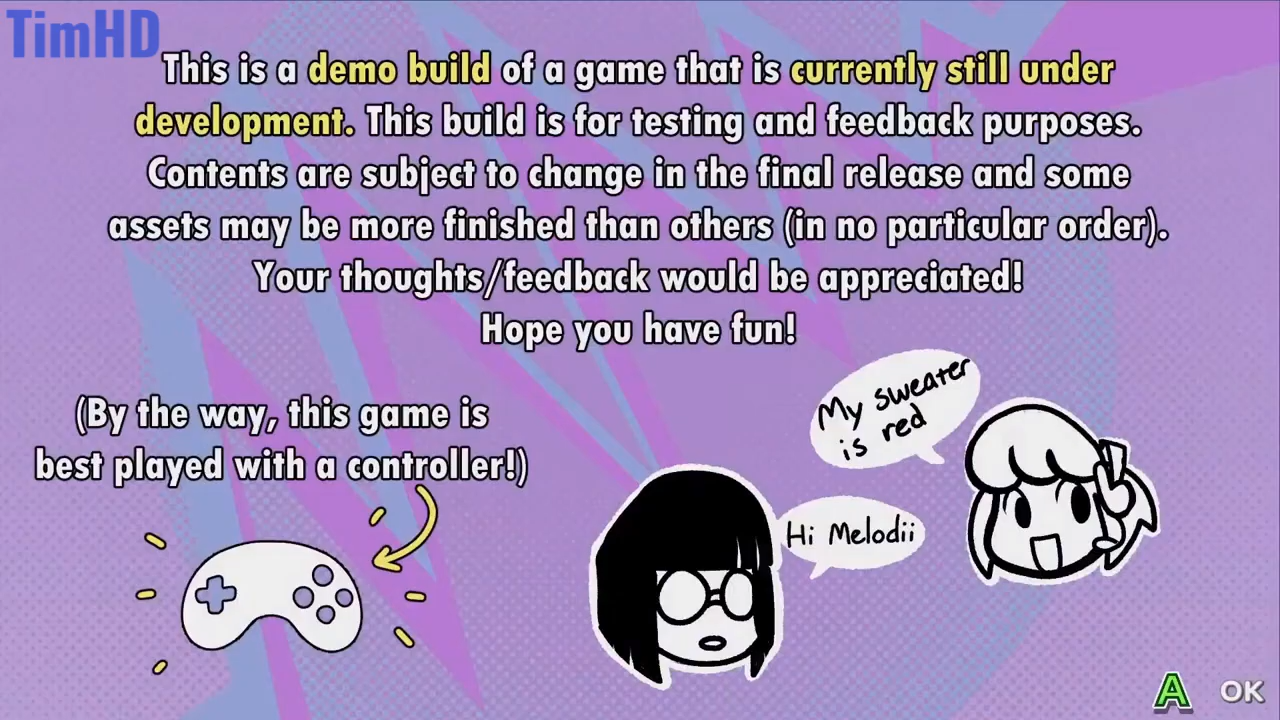 TimHD
This is a demo build of a game that is currently still under
development. This build is for testing and feedback purposes.
Contents are subject to change in the final release and some
assets may be more finished than others (in no particular order).
Your thoughts/feedback would be appreciated!
Hope you have fun!
(By the way, this game is
best played with a controller!)
My sweater
is red
Hi Melodii
A OK